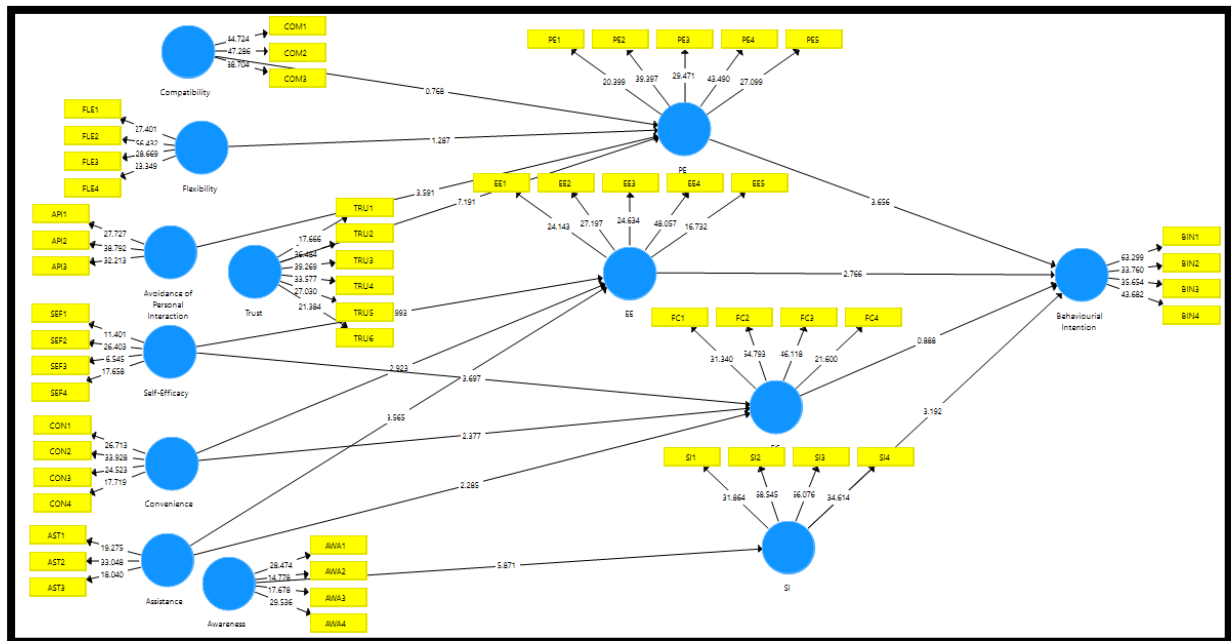 COM1
44.724
47.286
COM2
38.704
COM3
Compatibility
0.768
PE1
PE2
PE3
PE4
PE5
20.399
39.397
29.471
43.490
27.099
PE
FLE1
27.401
FLE2
56.432
FLE3
28.669
FLE4
23.349
Flexibility
1.287
3.591
7.191
API1
27.727
API2
38.792
API3
32.213
Avoidance of
Personal
Interaction
TRU1
17.666
TRU2
36.484
TRU3
39.269
TRU4
33.577
27.030
TRU5
21.384
TRU6
Trust
EE1
EE2
EE3
EE4
EE5
24.143
27.197
24.634
48.057
16.732
EE
3.656
2.766
BIN1
63.299
BIN2
33.760
BIN3
35.654
BIN4
43.682
Behaviourial
Intention
SEF1
11.401
SEF2
26.403
SEF3
6.545
SEF4
17.658
Self-Efficacy
993
2.923
3.697
3.565
FC1
FC2
FC3
FC4
31.340
54.793
46.118
21.600
0.888
CON1
26.713
CON2
33.928
CON3
24.523
CON4
17.719
Convenience
2.377
2.285
3.192
SI1
SI2
SI3
SI4
31.864
58.545
56.076
34.614
SI
AST1
19.275
AST2
33.048
AST3
18.040
Assistance
AWA1
28.474
AWA2
14.778
AWA3
17.678
29.536
AWA4
Awareness
5.871